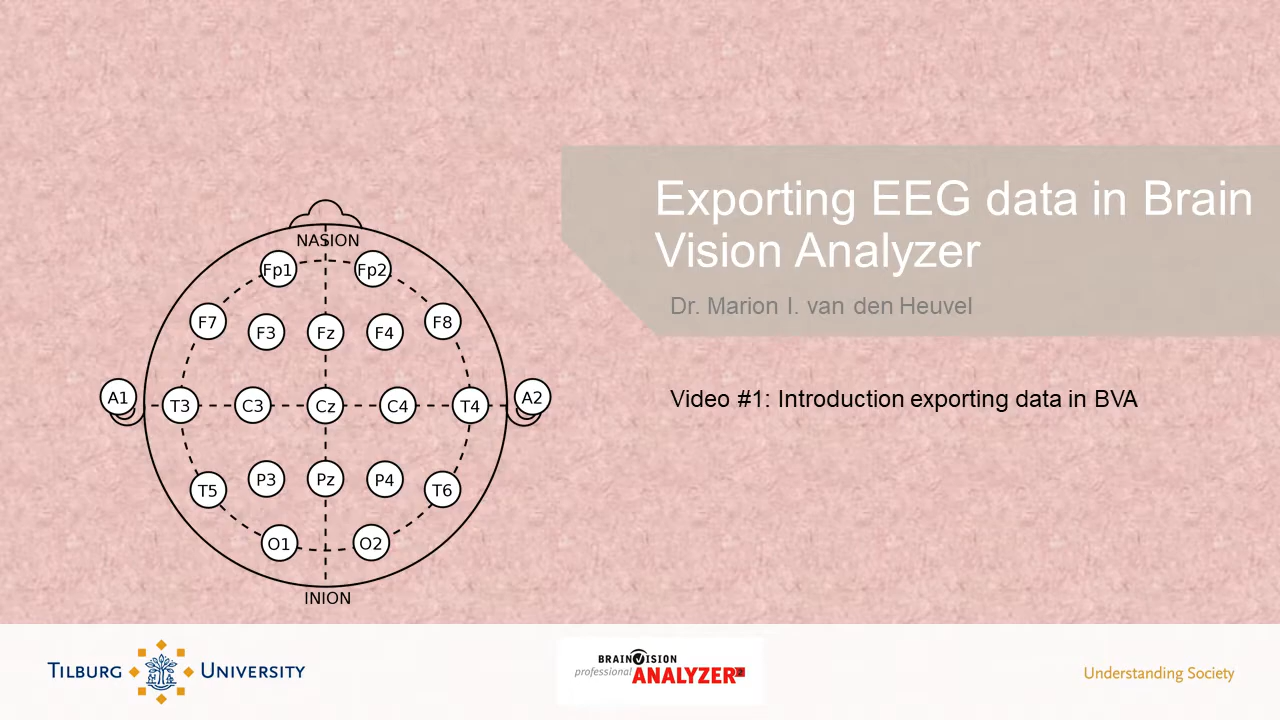 Exporting EEG data in Brain
Vision Analyzer
Dr. Marion I. van den Heuvel
Video #1: Introduction exporting data in BVA
NASION
Fp1 Fp2
F7 F3 Fz F4 F8
A1 T3 C3 Cz C4 T4 A2
T5 P3 Pz P4 T6
O1 O2
INION
TILBURG UNIVERSITY
BRAINVISION
professional ANALYZER 2
Understanding Society